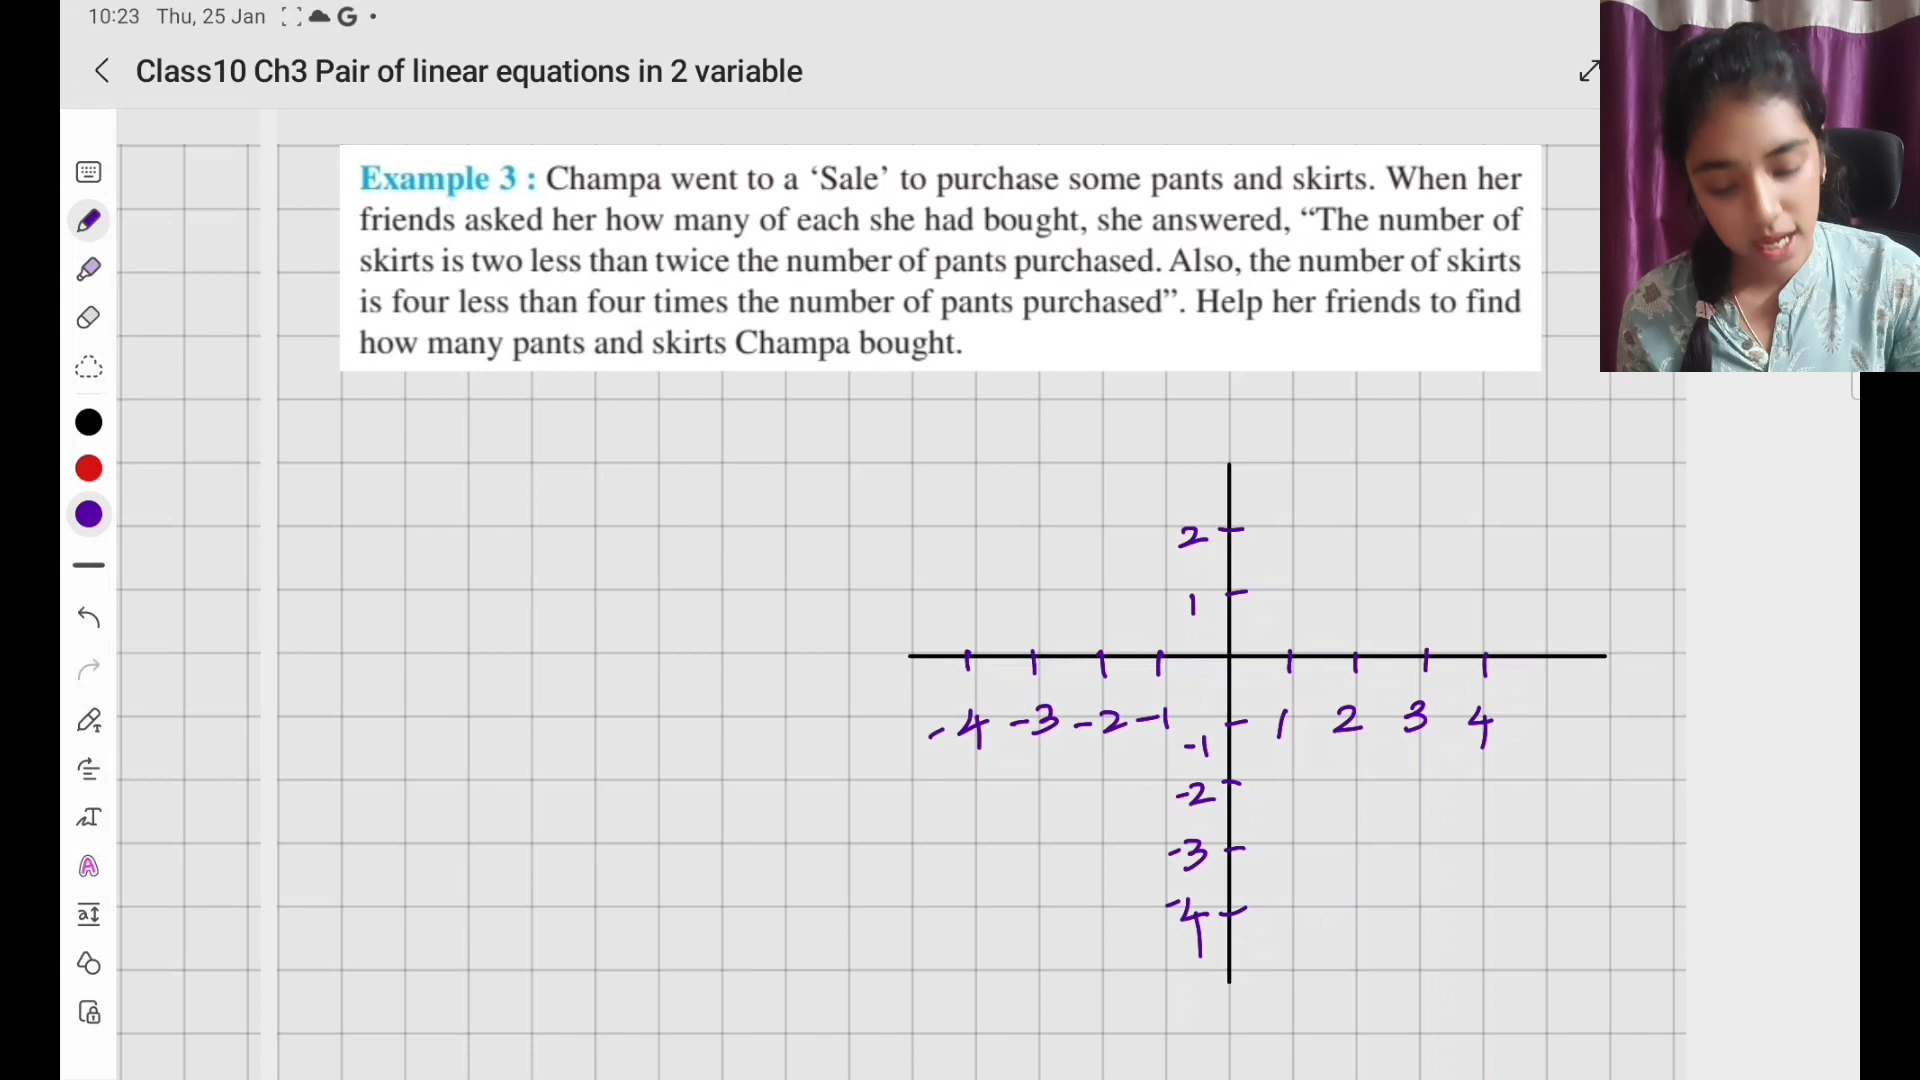 10:23 Thu, 25 Jan G
Class10 Ch3 Pair of linear equations in 2 variable
Example 3 : Champa went to a ‘Sale’ to purchase some pants and skirts. When her
friends asked her how many of each she had bought, she answered, “The number of
skirts is two less than twice the number of pants purchased. Also, the number of skirts
is four less than four times the number of pants purchased”. Help her friends to find
how many pants and skirts Champa bought.
2
1
-4 -3 -2 -1 1 2 3 4
-1
-2
-3
-4
T
A
a